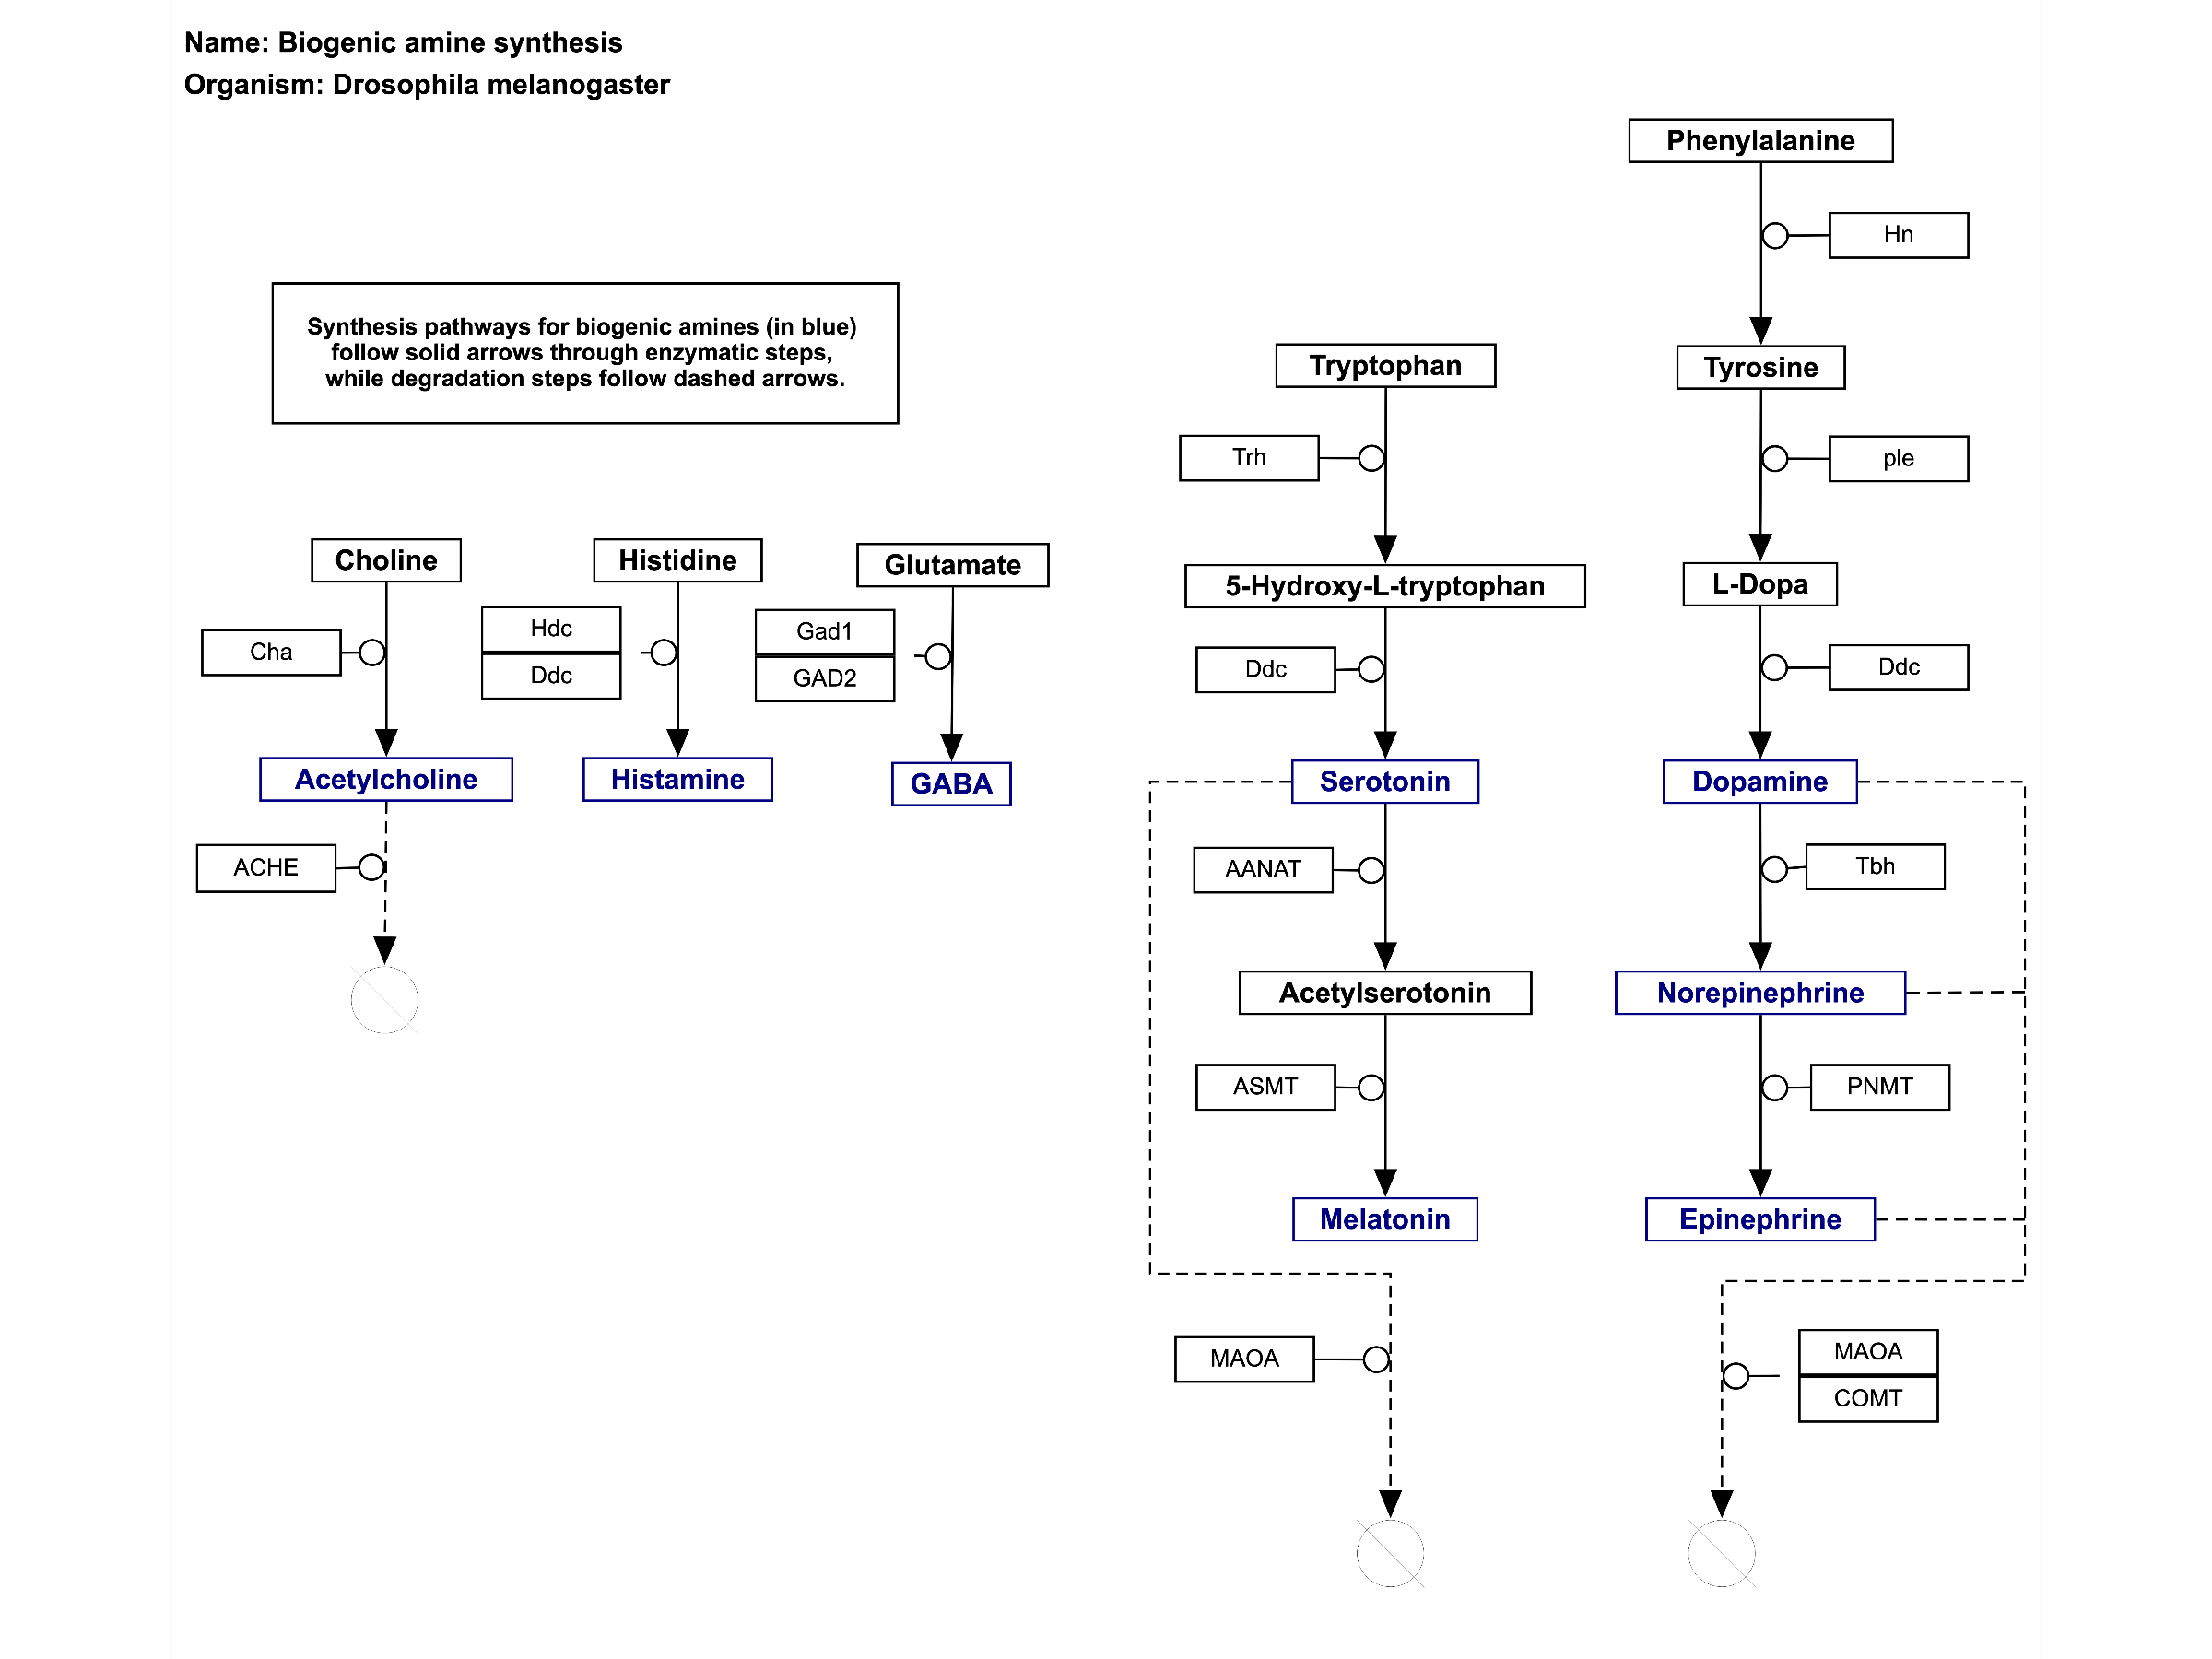 Name: Biogenic amine synthesis
Organism: Drosophila melanogaster
Phenylalanine
Hn
Synthesis pathways for biogenic amines (in blue)
follow solid arrows through enzymatic steps,
while degradation steps follow dashed arrows.
Tryptophan
Tyrosine
Trh
ple
Choline
Histidine
Glutamate
5-Hydroxy-L-tryptophan
L-Dopa
Cha
Hdc
Ddc
Gad1
GAD2
Ddc
Ddc
Acetylcholine
Histamine
GABA
Serotonin
Dopamine
ACHE
AANAT
Tbh
Acetylserotonin
Norepinephrine
ASMT
PNMT
Melatonin
Epinephrine
MAOA
MAOA
COMT